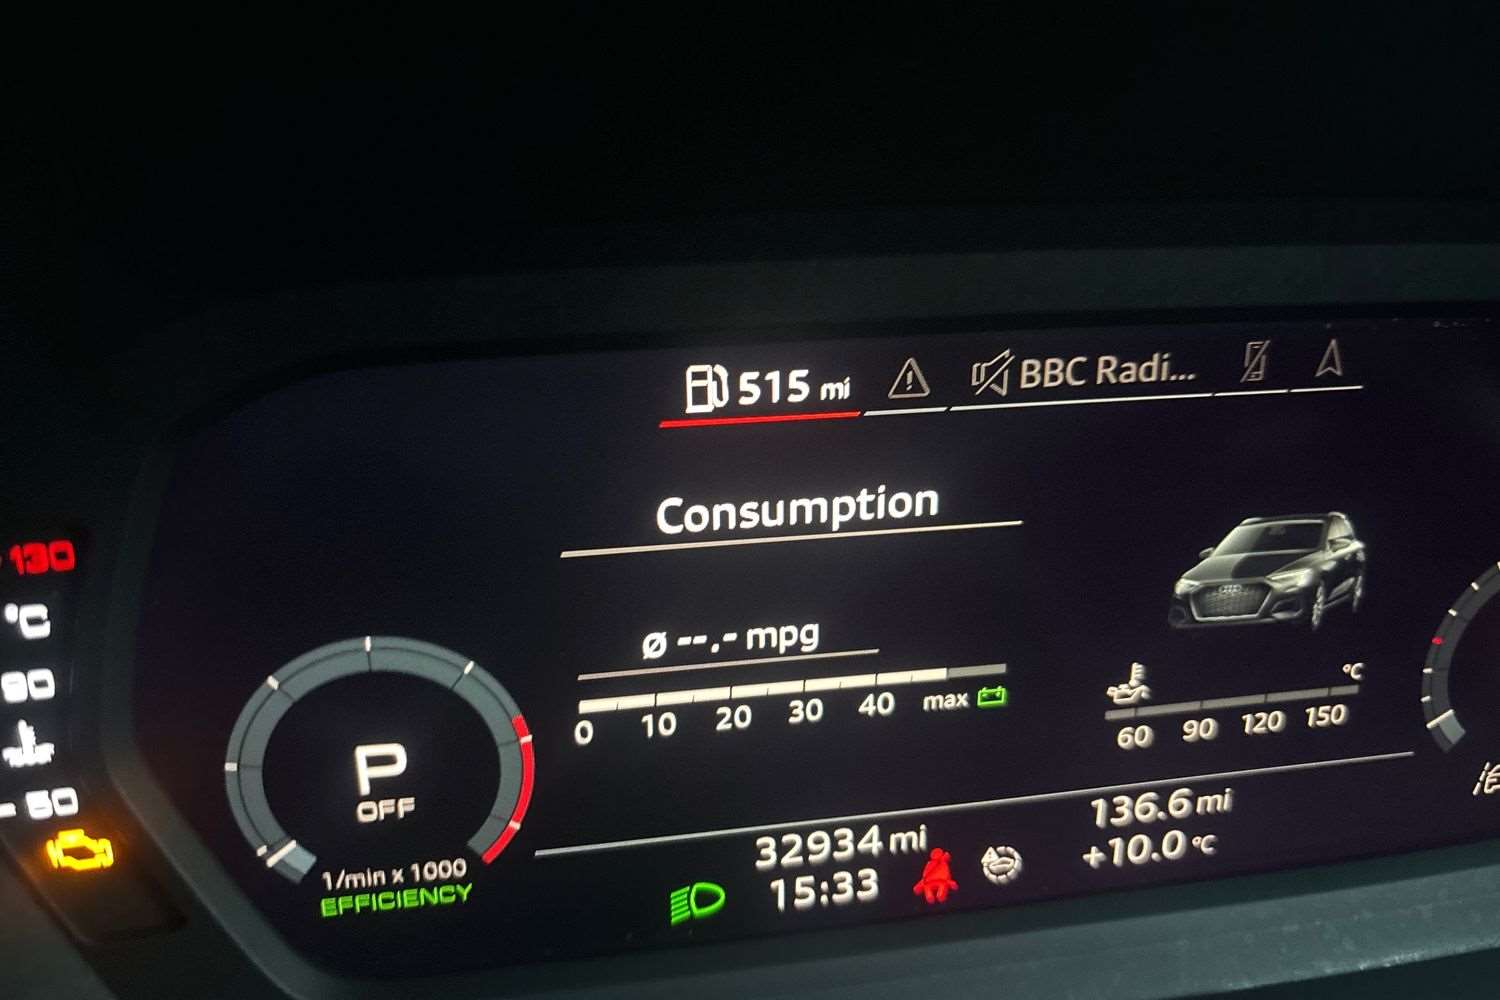 515 mi
BBC Radi...
Consumption
ø --.- mpg
0 10 20 30 40 max
130
°C
90
50
P
OFF
1/min x 1000
EFFICIENCY
°C
60 90 120 150
32934 mi
15:33
136.6 mi
+10.0 °C